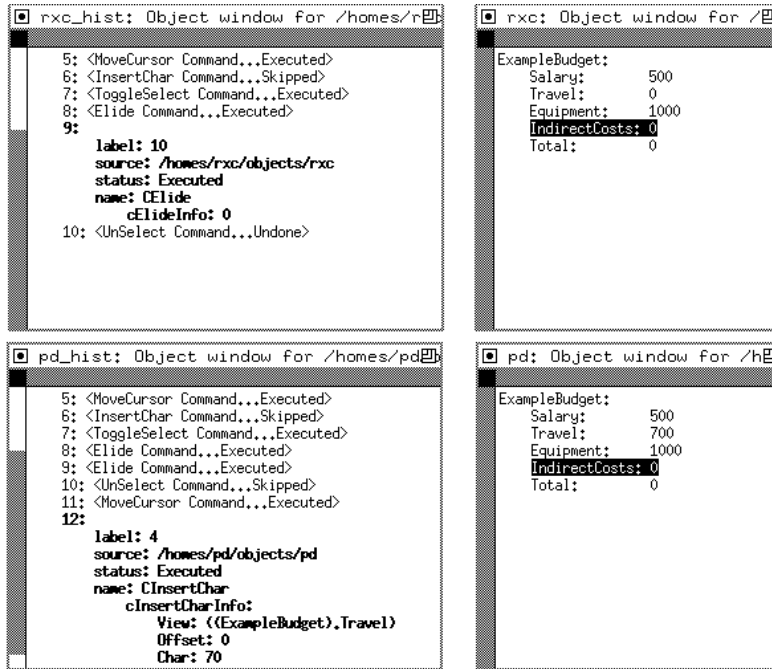 rxc_hist: Object window for /homes/r
5: <MoveCursor Command...Executed>
6: <InsertChar Command...Skipped>
7: <ToggleSelect Command...Executed>
8: <Elide Command...Executed>
9:
label: 10
source: /homes/rxc/objects/rxc
status: Executed
name: CElide
cElideInfo: 0
10: <UnSelect Command...Undone>
rxc: Object window for /
ExampleBudget:
Salary: 500
Travel: 0
Equipment: 1000
IndirectCosts: 0
Total: 0
pd_hist: Object window for /homes/pd
5: <MoveCursor Command...Executed>
6: <InsertChar Command...Skipped>
7: <ToggleSelect Command...Executed>
8: <Elide Command...Executed>
9: <Elide Command...Executed>
10: <UnSelect Command...Skipped>
11: <MoveCursor Command...Executed>
12:
label: 4
source: /homes/pd/objects/pd
status: Executed
name: CInsertChar
cInsertCharInfo:
View: ((ExampleBudget).Travel)
Offset: 0
Char: 70
pd: Object window for /h
ExampleBudget:
Salary: 500
Travel: 700
Equipment: 1000
IndirectCosts: 0
Total: 0